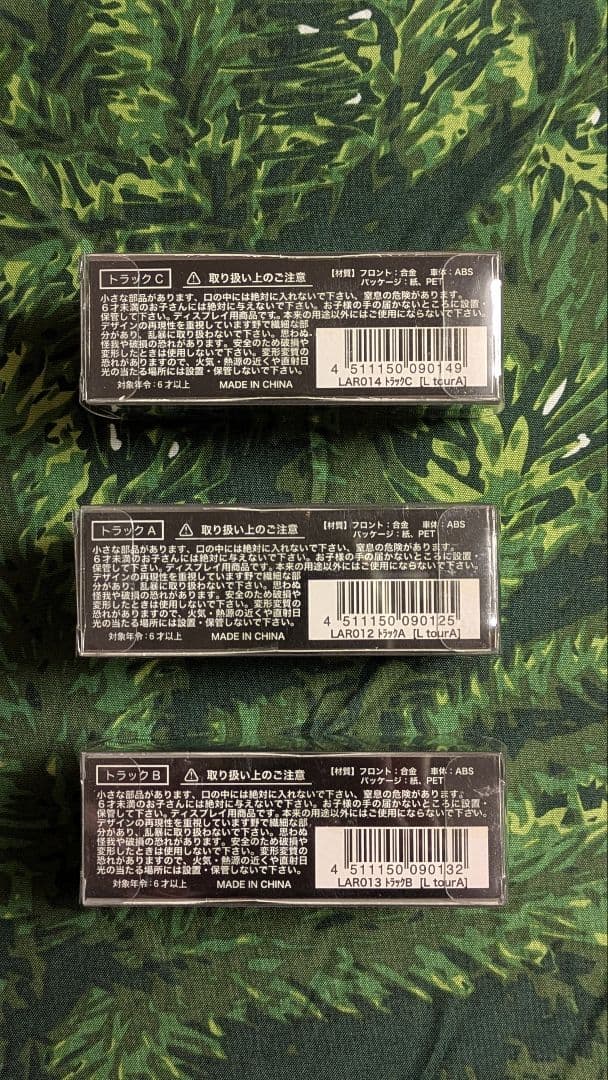 トラックC ⚠ 取り扱い上のご注意 【材質】フロント：合金 車体：ABS
パッケージ：紙、PET
小さな部品があります、口の中には絶対に入れないで下さい、窒息の危険があります。
6才未満のお子さんには絶対に与えないで下さい。お子様の手の届かないところに設置・
保管して下さい。ディスプレイ用商品です。本来の用途以外にはご使用にならないで下さい。
デザインの再現性を重視しています野で繊細な部
分があり、乱暴に取り扱わないで下さい。思わぬ
怪我や破損の恐れがあります。安全のため破損や
変形したときは使用しないで下さい。変形変質の
恐れがありますので、火気・熱源の近くや直射日
光の当たる場所には設置・保管しないで下さい。
対象年令：6才以上 MADE IN CHINA
4 511150 090149
LAR014 トラックC [L tourA]
トラックA ⚠ 取り扱い上のご注意 【材質】フロント：合金 車体：ABS
パッケージ：紙、PET
小さな部品があります、口の中には絶対に入れないで下さい、窒息の危険があります。
6才未満のお子さんには絶対に与えないで下さい。お子様の手の届かないところに設置・
保管して下さい。ディスプレイ用商品です。本来の用途以外にはご使用にならないで下さい。
デザインの再現性を重視しています野で繊細な部
分があり、乱暴に取り扱わないで下さい。思わぬ
怪我や破損の恐れがあります。安全のため破損や
変形したときは使用しないで下さい。変形変質の
恐れがありますので、火気・熱源の近くや直射日
光の当たる場所には設置・保管しないで下さい。
対象年令：6才以上 MADE IN CHINA
4 511150 090125
LAR012 トラックA [L tourA]
トラックB ⚠ 取り扱い上のご注意 【材質】フロント：合金 車体：ABS
パッケージ：紙、PET
小さな部品があります、口の中には絶対に入れないで下さい、窒息の危険があります。
6才未満のお子さんには絶対に与えないで下さい。お子様の手の届かないところに設置・
保管して下さい。ディスプレイ用商品です。本来の用途以外にはご使用にならないで下さい。
デザインの再現性を重視しています野で繊細な部
分があり、乱暴に取り扱わないで下さい。思わぬ
怪我や破損の恐れがあります。安全のため破損や
変形したときは使用しないで下さい。変形変質の
恐れがありますので、火気・熱源の近くや直射日
光の当たる場所には設置・保管しないで下さい。
対象年令：6才以上 MADE IN CHINA
4 511150 090132
LAR013 トラックB [L tourA]